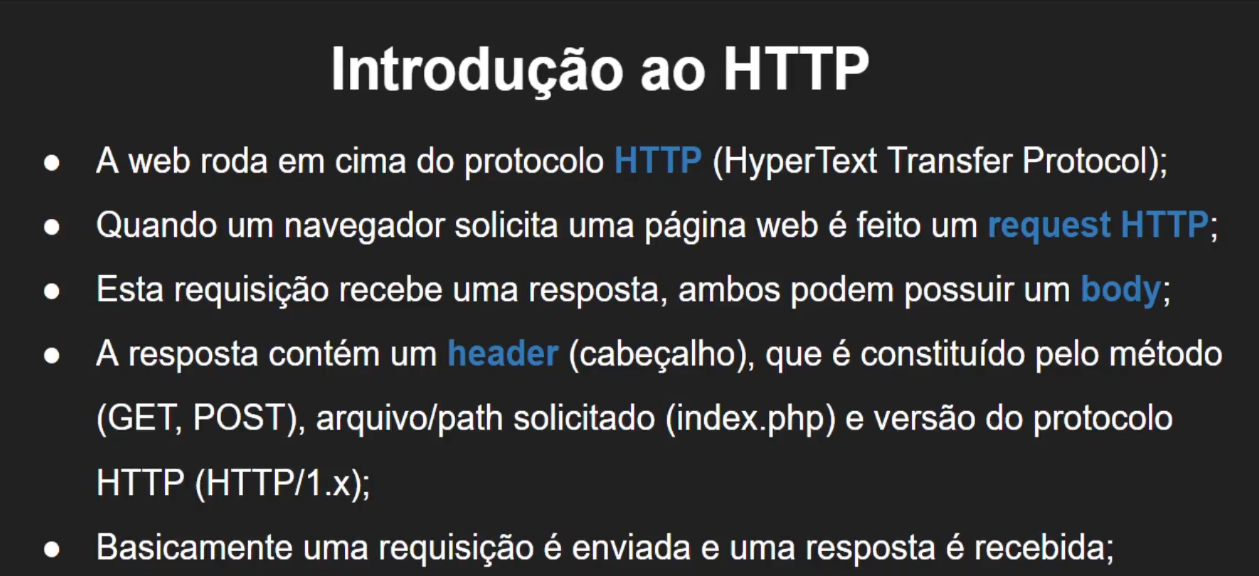 Introdução ao HTTP
● A web roda em cima do protocolo HTTP (HyperText Transfer Protocol);
● Quando um navegador solicita uma página web é feito um request HTTP;
● Esta requisição recebe uma resposta, ambos podem possuir um body;
● A resposta contém um header (cabeçalho), que é constituído pelo método
(GET, POST), arquivo/path solicitado (index.php) e versão do protocolo
HTTP (HTTP/1.x);
● Basicamente uma requisição é enviada e uma resposta é recebida;